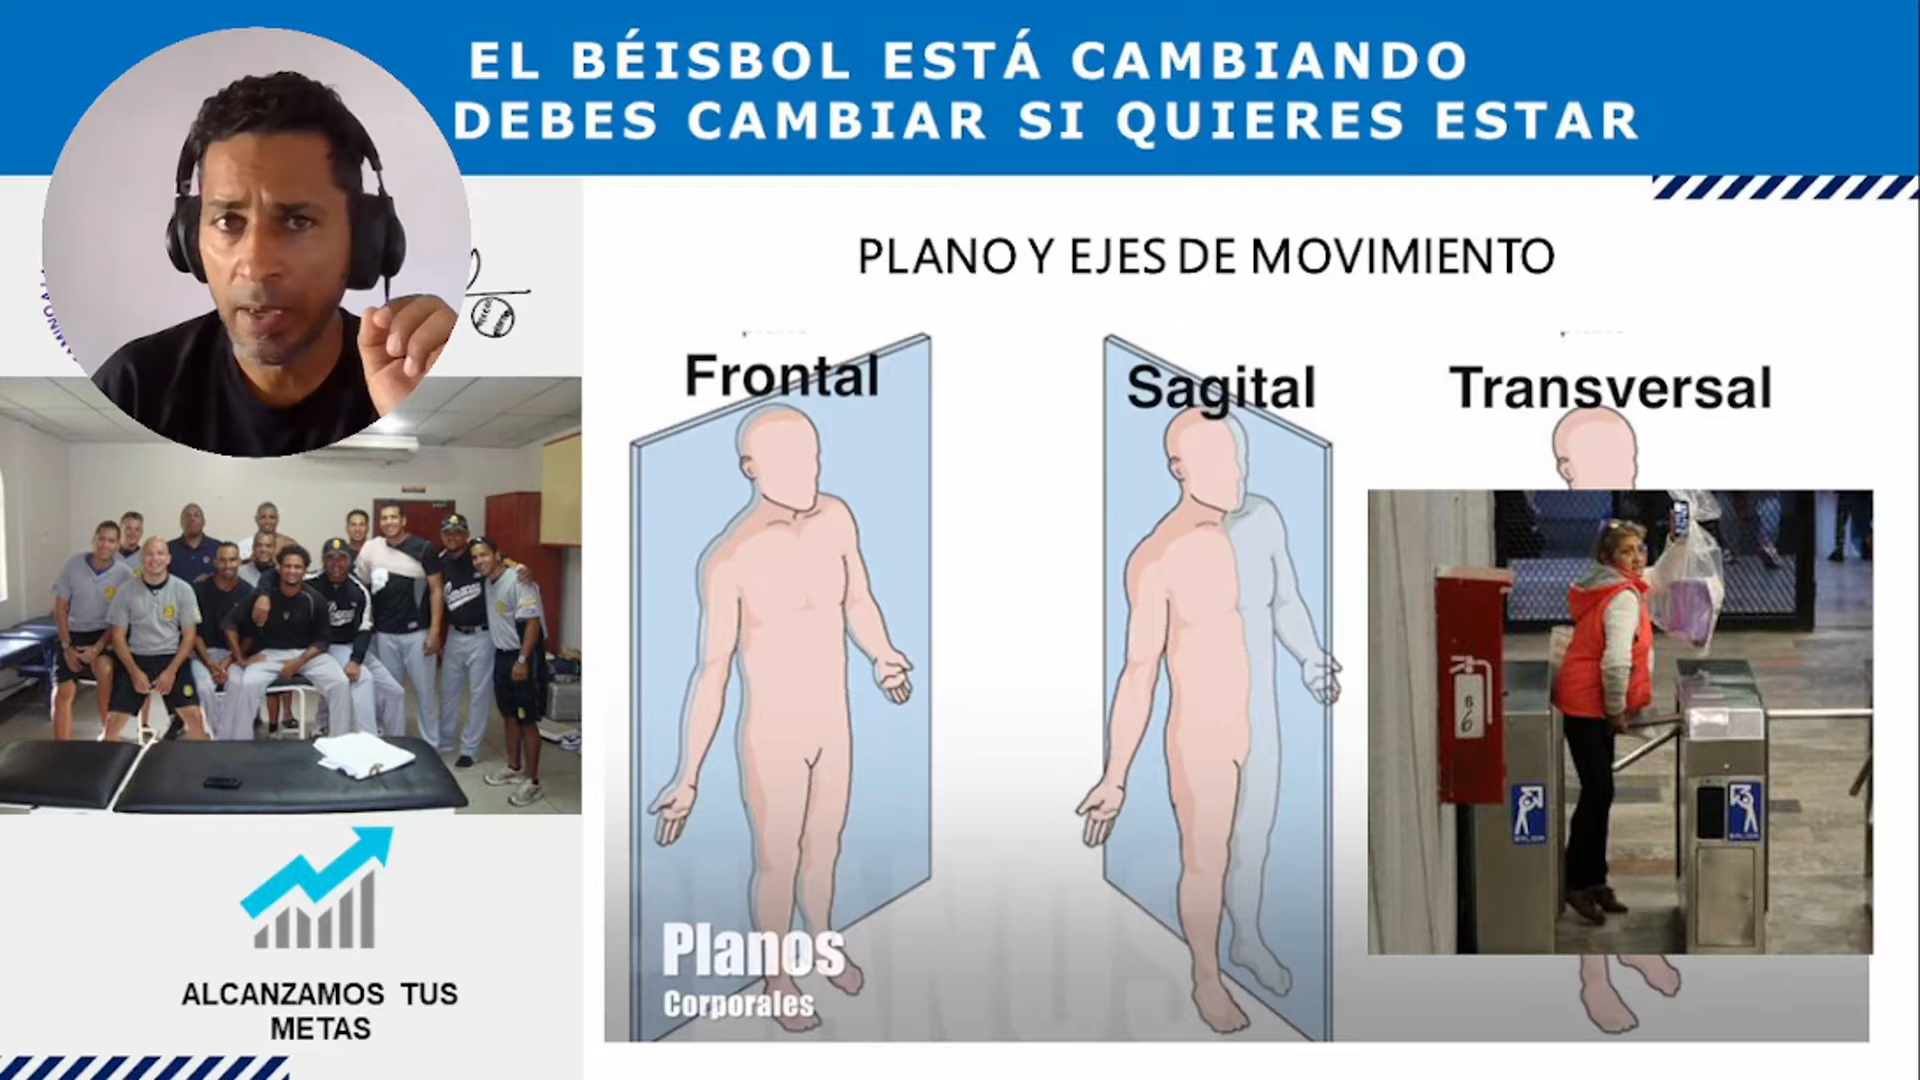 EL BÉISBOL ESTÁ CAMBIANDO
DEBES CAMBIAR SI QUIERES ESTAR
PLANO Y EJES DE MOVIMIENTO
Frontal
Sagital
Transversal
Planos
Corporales
ALCANZAMOS TUS
METAS